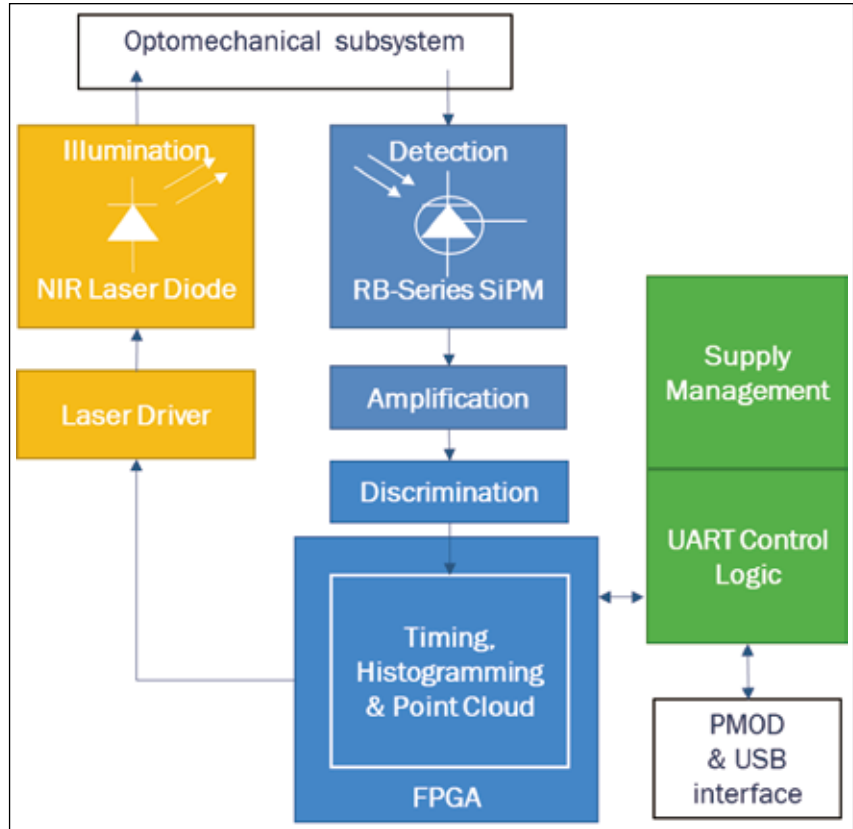 Optomechanical subsystem
Illumination
NIR Laser Diode
Laser Driver
Detection
RB-Series SiPM
Amplification
Discrimination
Timing,
Histogramming
& Point Cloud
FPGA
Supply
Management
UART Control
Logic
PMOD
& USB
interface